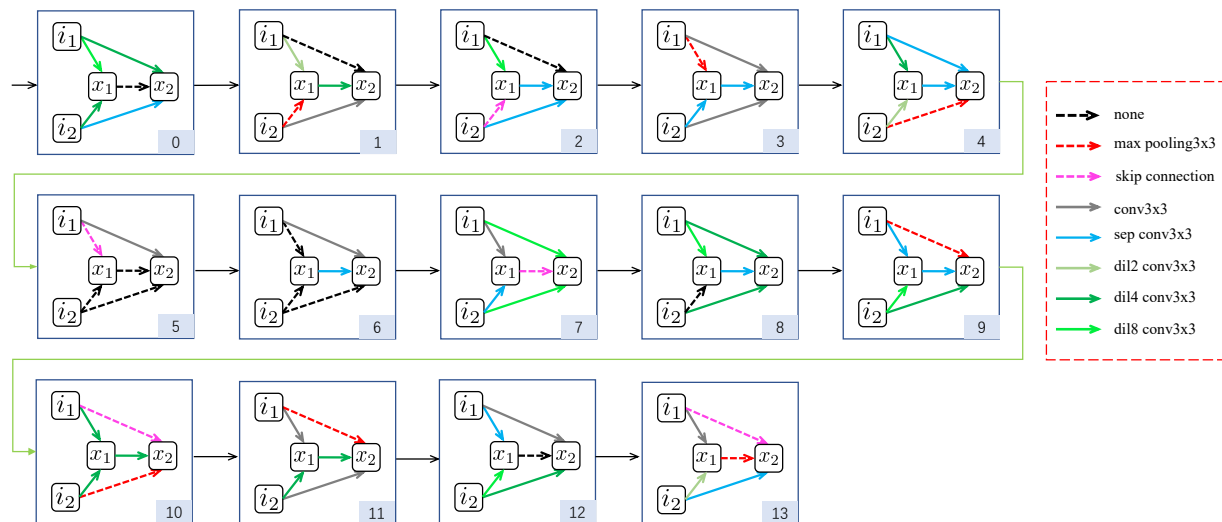 i1 x1 x2 i2 0
i1 x1 x2 i2 1
i1 x1 x2 i2 2
i1 x1 x2 i2 3
i1 x1 x2 i2 4
none
max pooling3x3
skip connection
conv3x3
sep conv3x3
dil2 conv3x3
dil4 conv3x3
dil8 conv3x3
i1 x1 x2 i2 5
i1 x1 x2 i2 6
i1 x1 x2 i2 7
i1 x1 x2 i2 8
i1 x1 x2 i2 9
i1 x1 x2 i2 10
i1 x1 x2 i2 11
i1 x1 x2 i2 12
i1 x1 x2 i2 13